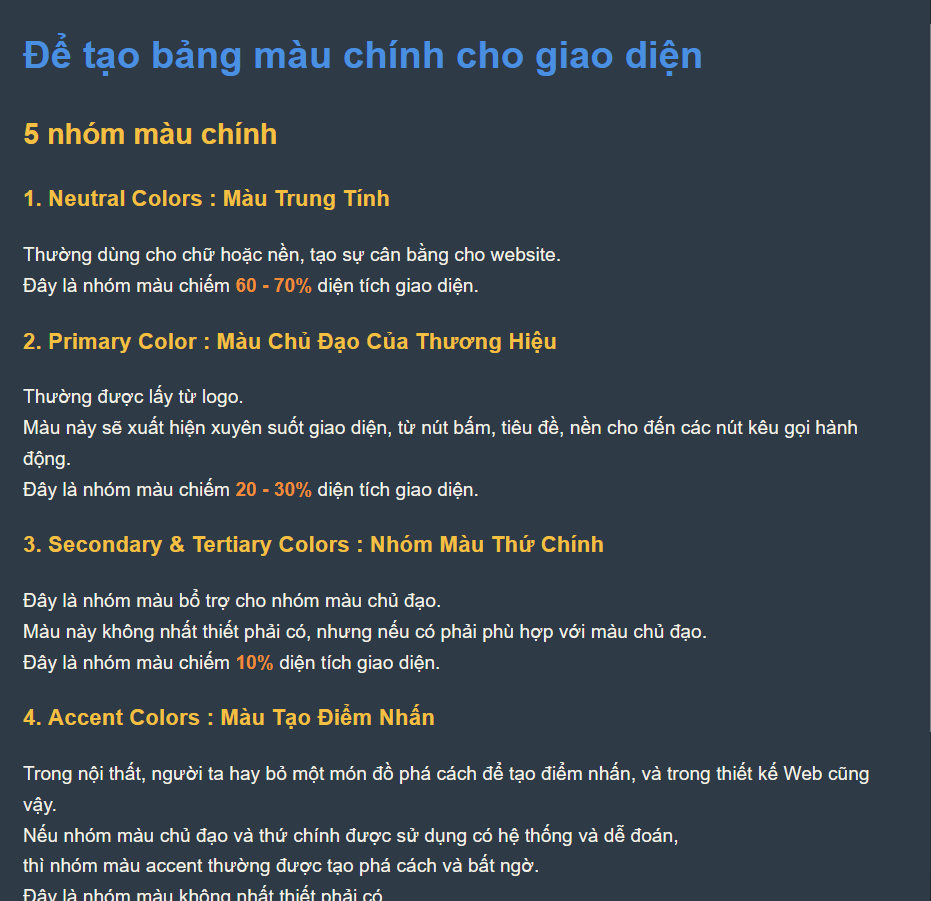 Để tạo bảng màu chính cho giao diện
5 nhóm màu chính
1. Neutral Colors : Màu Trung Tính
Thường dùng cho chữ hoặc nền, tạo sự cân bằng cho website.
Đây là nhóm màu chiếm 60 - 70% diện tích giao diện.
2. Primary Color : Màu Chủ Đạo Của Thương Hiệu
Thường được lấy từ logo.
Màu này sẽ xuất hiện xuyên suốt giao diện, từ nút bấm, tiêu đề, nền cho đến các nút kêu gọi hành
động.
Đây là nhóm màu chiếm 20 - 30% diện tích giao diện.
3. Secondary & Tertiary Colors : Nhóm Màu Thứ Chính
Đây là nhóm màu bổ trợ cho nhóm màu chủ đạo.
Màu này không nhất thiết phải có, nhưng nếu có phải phù hợp với màu chủ đạo.
Đây là nhóm màu chiếm 10% diện tích giao diện.
4. Accent Colors : Màu Tạo Điểm Nhấn
Trong nội thất, người ta hay bỏ một món đồ phá cách để tạo điểm nhấn, và trong thiết kế Web cũng
vậy.
Nếu nhóm màu chủ đạo và thứ chính được sử dụng có hệ thống và dễ đoán,
thì nhóm màu accent thường được tạo phá cách và bất ngờ.
Đây là nhóm màu không nhất thiết phải có